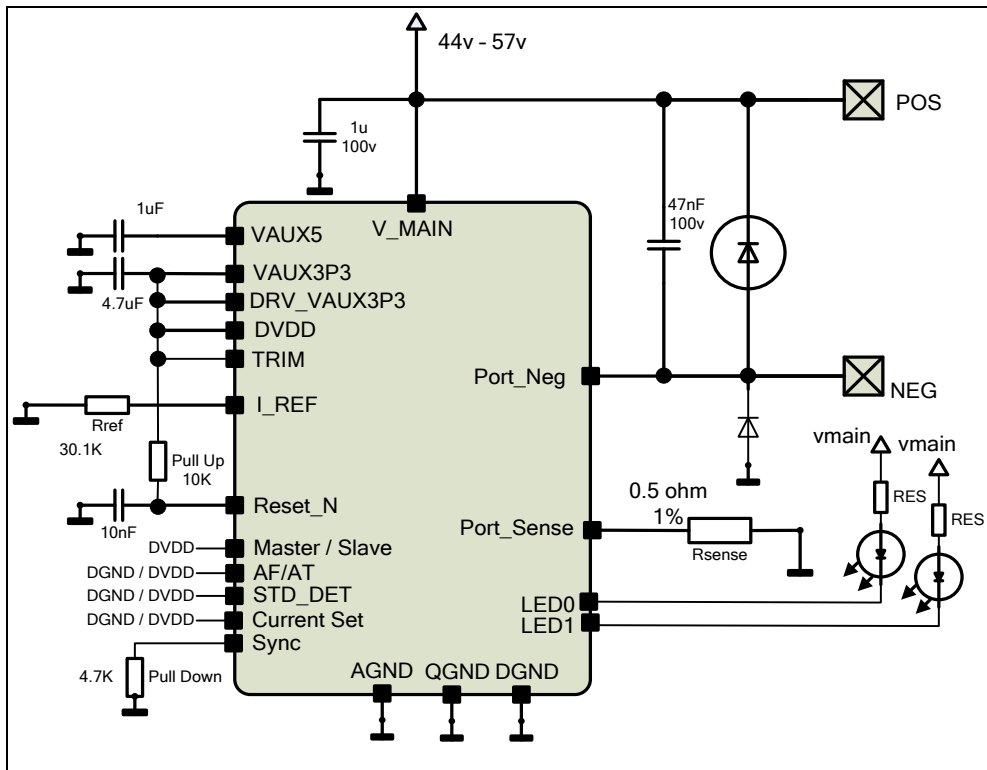 44v - 57v
POS
1u
100v
47nF
100v
1uF
V_MAIN
VAUX5
VAUX3P3
4.7uF
DRV_VAUX3P3
DVDD
TRIM
Port_Neg
NEG
I_REF
Rref
30.1K
vmain
vmain
Pull Up
10K
RES
RES
0.5 ohm
1%
Reset_N
10nF
Port_Sense
Rsense
DVDD
Master / Slave
DGND / DVDD
AF/AT
DGND / DVDD
STD_DET
DGND / DVDD
Current Set
LED0
LED1
Sync
4.7K
Pull Down
AGND
QGND
DGND